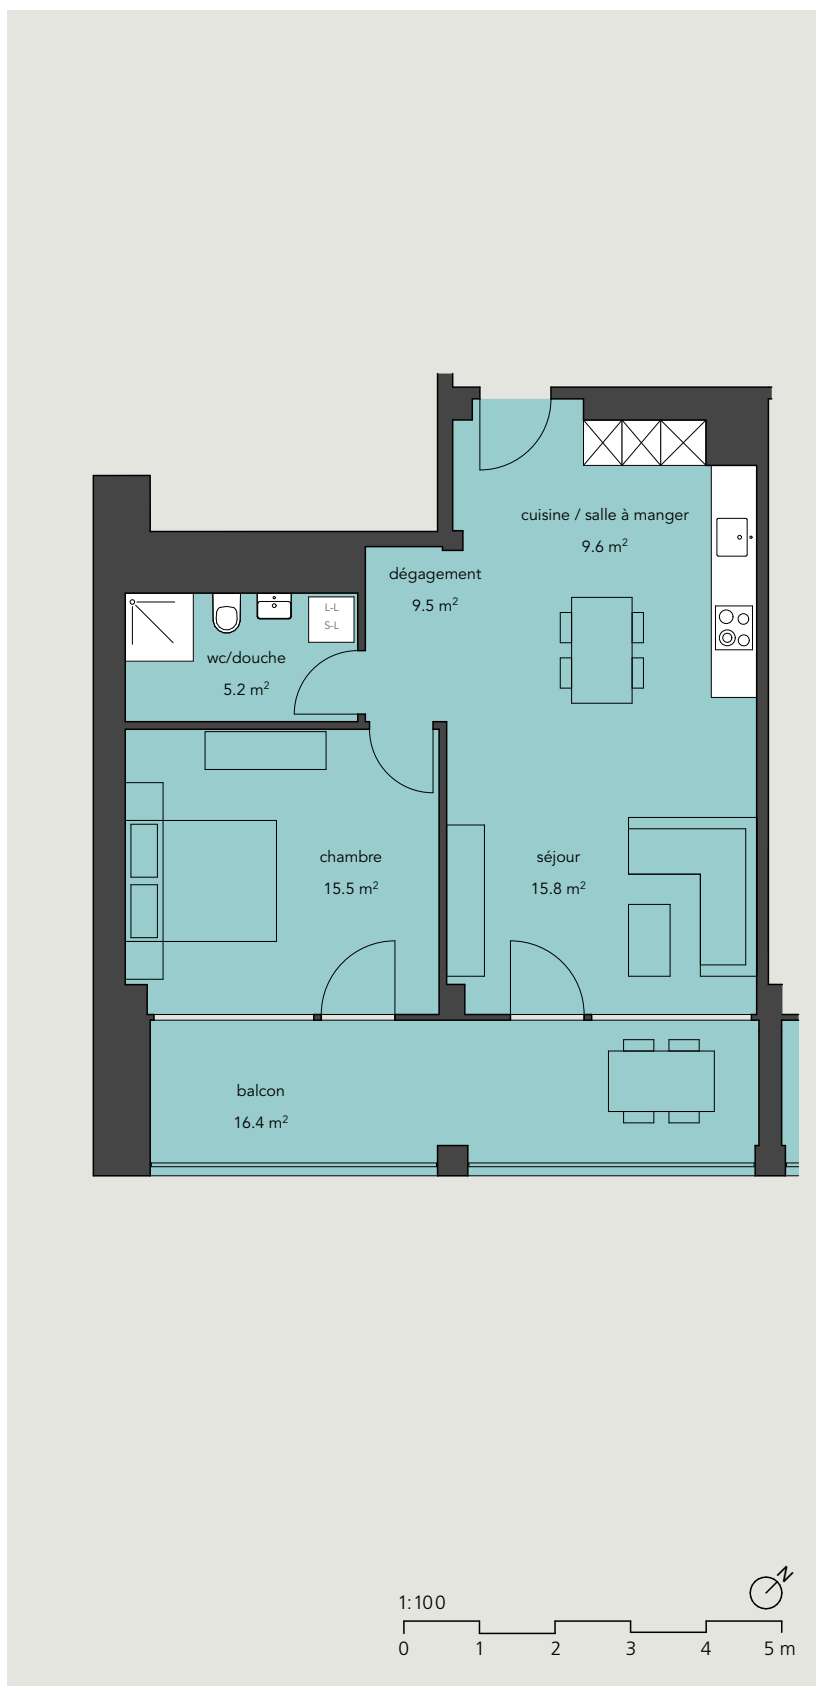 cuisine / salle à manger
9.6 m²
dégagement
9.5 m²
L-L
S-L
wc/douche
5.2 m²
chambre
15.5 m²
séjour
15.8 m²
balcon
16.4 m²
N
1:100
0 1 2 3 4 5 m